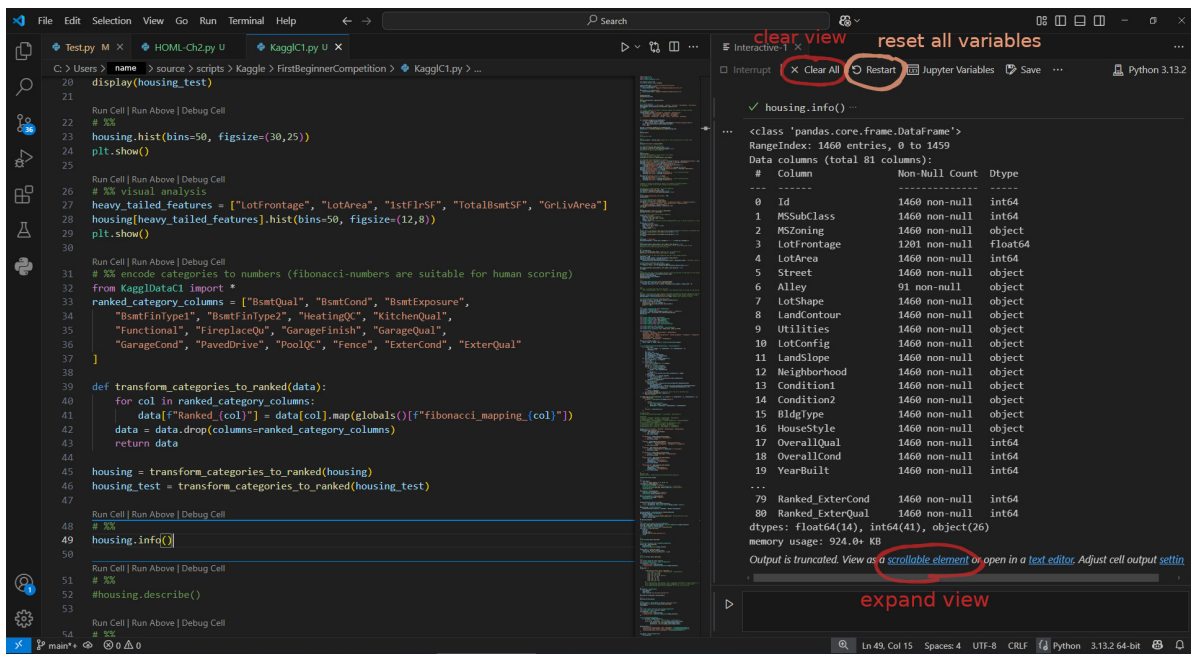 File Edit Selection View Go Run Terminal Help
Search
Test.py M
HOML-Ch2.py U
KagglC1.py U
C: > Users > name > source > scripts > Kaggle > FirstBeginnerCompetition > KagglC1.py > ...
20 display(housing_test)
21
Run Cell | Run Above | Debug Cell
22 # %%
23 housing.hist(bins=50, figsize=(30,25))
24 plt.show()
25
Run Cell | Run Above | Debug Cell
26 # %% visual analysis
27 heavy_tailed_features = ["LotFrontage", "LotArea", "1stFlrSF", "TotalBsmtSF", "GrLivArea"]
28 housing[heavy_tailed_features].hist(bins=50, figsize=(12,8))
29 plt.show()
30
Run Cell | Run Above | Debug Cell
31 # %% encode categories to numbers (fibonacci-numbers are suitable for human scoring)
32 from KagglDataC1 import *
33 ranked_category_columns = ["BsmtQual", "BsmtCond", "BsmtExposure",
34 "BsmtFinType1", "BsmtFinType2", "HeatingQC", "KitchenQual",
35 "Functional", "FireplaceQu", "GarageFinish", "GarageQual",
36 "GarageCond", "PavedDrive", "PoolQC", "Fence", "ExterCond", "ExterQual"
37 ]
38
39 def transform_categories_to_ranked(data):
40 for col in ranked_category_columns:
41 data[f"Ranked_{col}"] = data[col].map(globals()[f"fibonacci_mapping_{col}"])
42 data = data.drop(columns=ranked_category_columns)
43 return data
44
45 housing = transform_categories_to_ranked(housing)
46 housing_test = transform_categories_to_ranked(housing_test)
47
Run Cell | Run Above | Debug Cell
48 # %%
49 housing.info()
50
Run Cell | Run Above | Debug Cell
51 # %%
52 #housing.describe()
53
Run Cell | Run Above | Debug Cell
54 # %%
Interactive-1
clear view
reset all variables
Interrupt Clear All Restart Jupyter Variables Save ... Python 3.13.2
housing.info() ...
... <class 'pandas.core.frame.DataFrame'>
RangeIndex: 1460 entries, 0 to 1459
Data columns (total 81 columns):
# Column Non-Null Count Dtype
--- ------ -------------- -----
0 Id 1460 non-null int64
1 MSSubClass 1460 non-null int64
2 MSZoning 1460 non-null object
3 LotFrontage 1201 non-null float64
4 LotArea 1460 non-null int64
5 Street 1460 non-null object
6 Alley 91 non-null object
7 LotShape 1460 non-null object
8 LandContour 1460 non-null object
9 Utilities 1460 non-null object
10 LotConfig 1460 non-null object
11 LandSlope 1460 non-null object
12 Neighborhood 1460 non-null object
13 Condition1 1460 non-null object
14 Condition2 1460 non-null object
15 BldgType 1460 non-null object
16 HouseStyle 1460 non-null object
17 OverallQual 1460 non-null int64
18 OverallCond 1460 non-null int64
19 YearBuilt 1460 non-null int64
...
79 Ranked_ExterCond 1460 non-null int64
80 Ranked_ExterQual 1460 non-null int64
dtypes: float64(14), int64(41), object(26)
memory usage: 924.0+ KB
Output is truncated. View as a scrollable element or open in a text editor. Adjust cell output settin
expand view
36
1
main*+ 0 0 Ln 49, Col 15 Spaces: 4 UTF-8 CRLF Python 3.13.2 64-bit